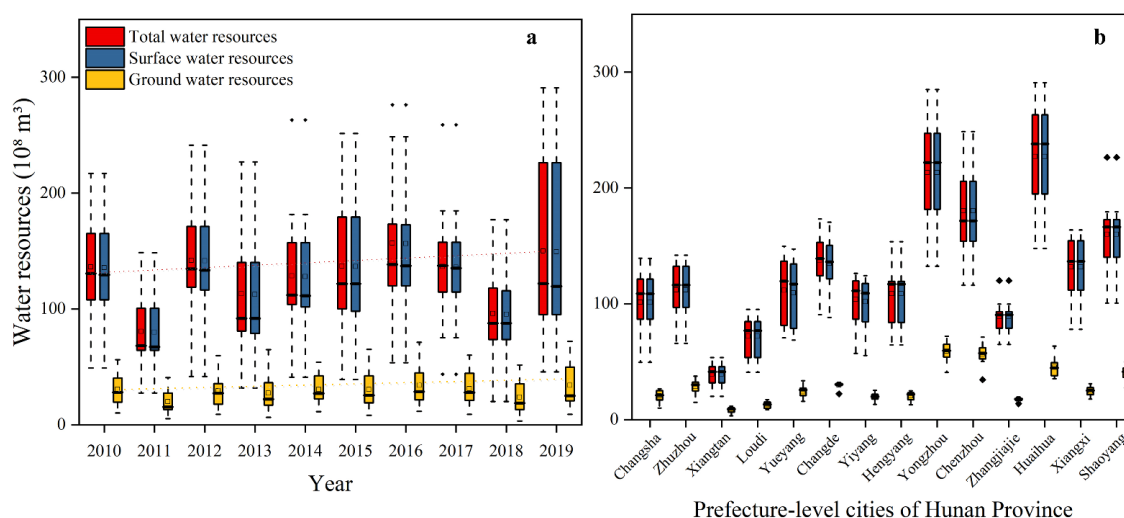 a
Total water resources
Surface water resources
Ground water resources
Water resources (10⁸ m³)
300
200
100
0
2010 2011 2012 2013 2014 2015 2016 2017 2018 2019
Year
b
300
200
100
0
Changsha Zhuzhou Xiangtan Loudi Yueyang Changde Yiyang Hengyang Yongzhou Chenzhou Zhangjiajie Huaihua Xiangxi Shaoyang
Prefecture-level cities of Hunan Province